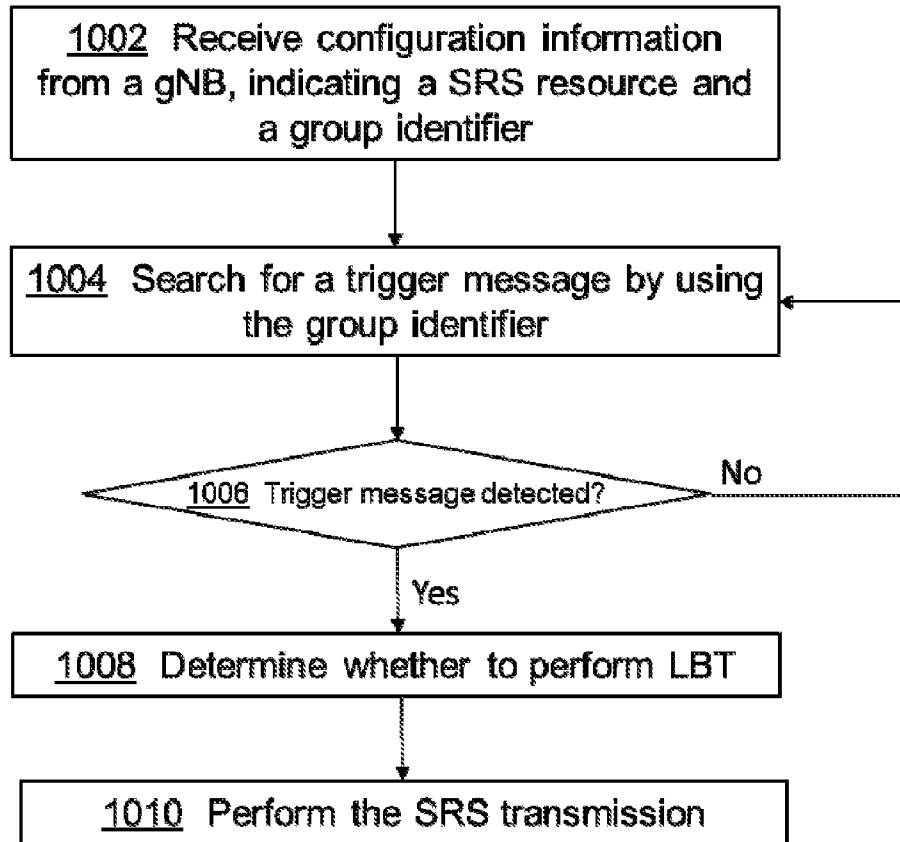 1002 Receive configuration information
from a gNB, indicating a SRS resource and
a group identifier
1004 Search for a trigger message by using
the group identifier
1006 Trigger message detected?
No
Yes
1008 Determine whether to perform LBT
1010 Perform the SRS transmission